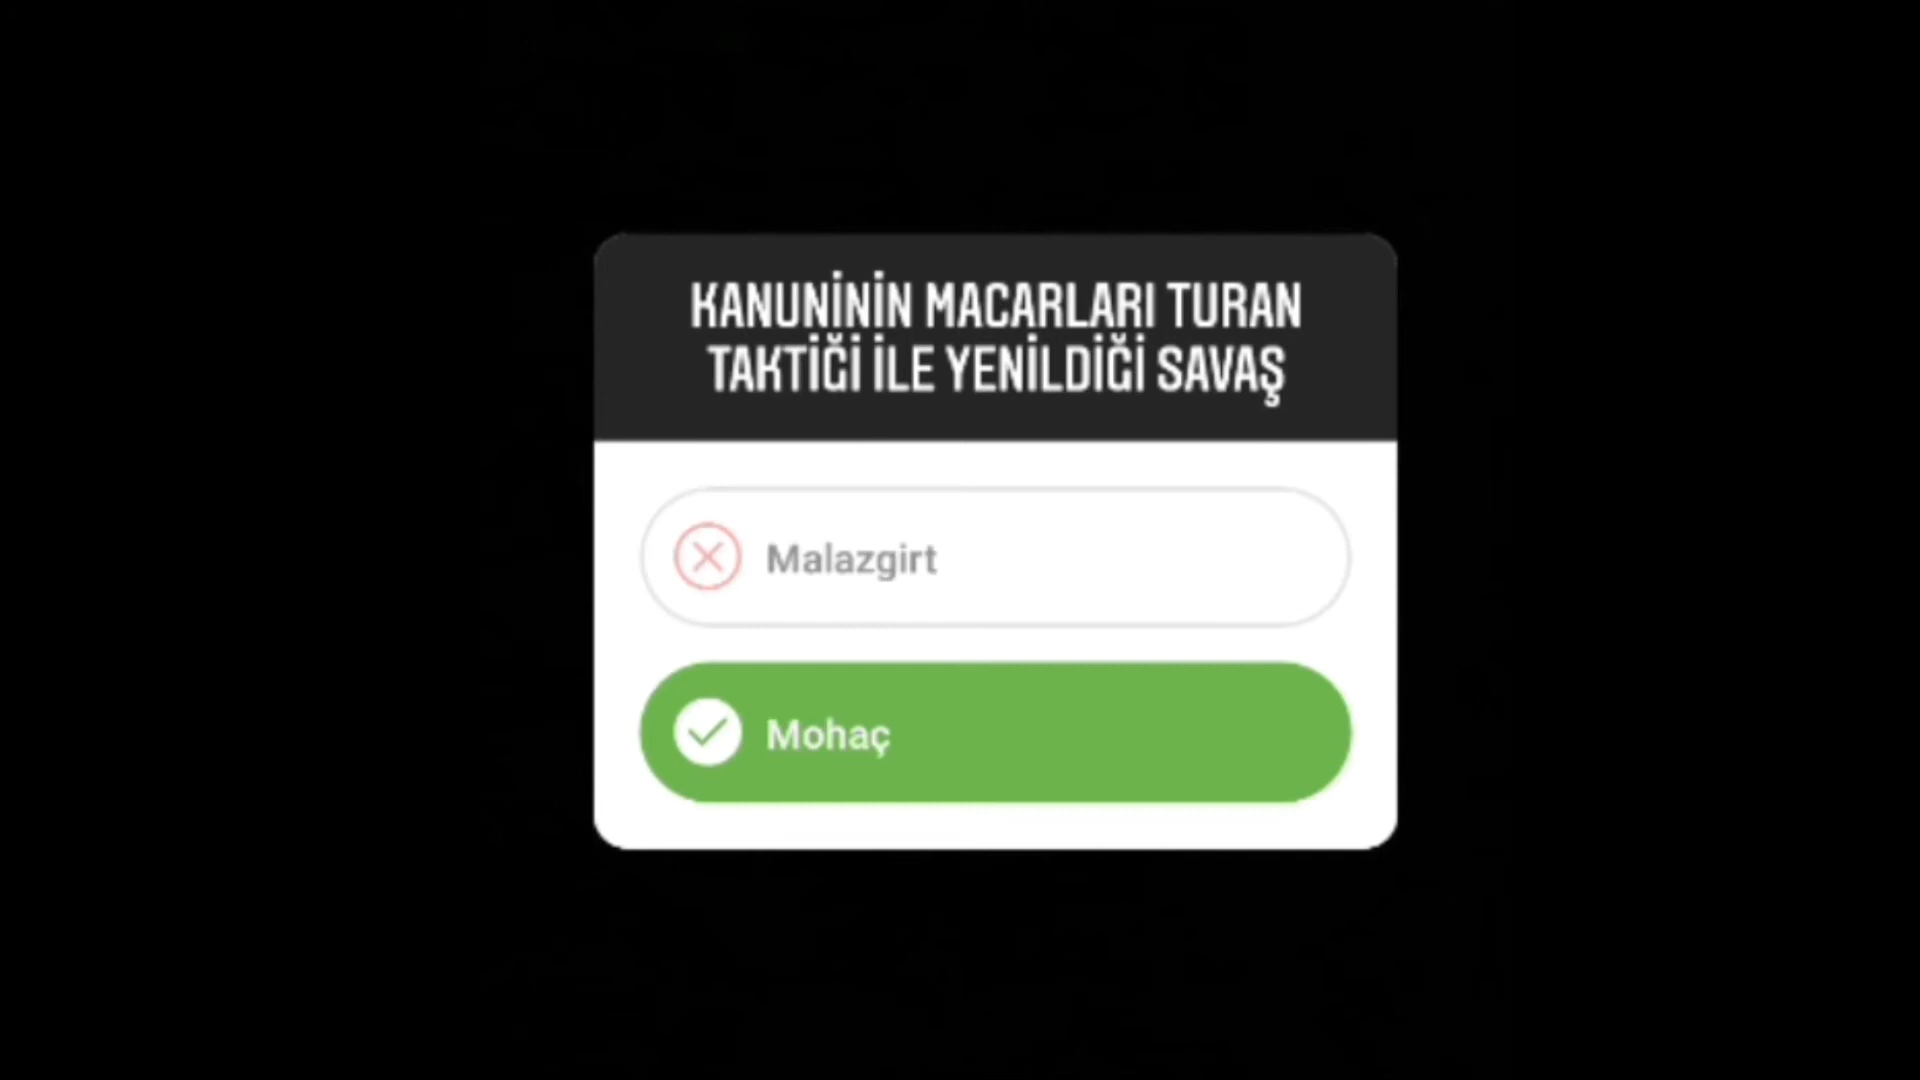 KANUNİNİN MACARLARI TURAN
TAKTİĞİ İLE YENİLDİĞİ SAVAŞ
Malazgirt
Mohaç